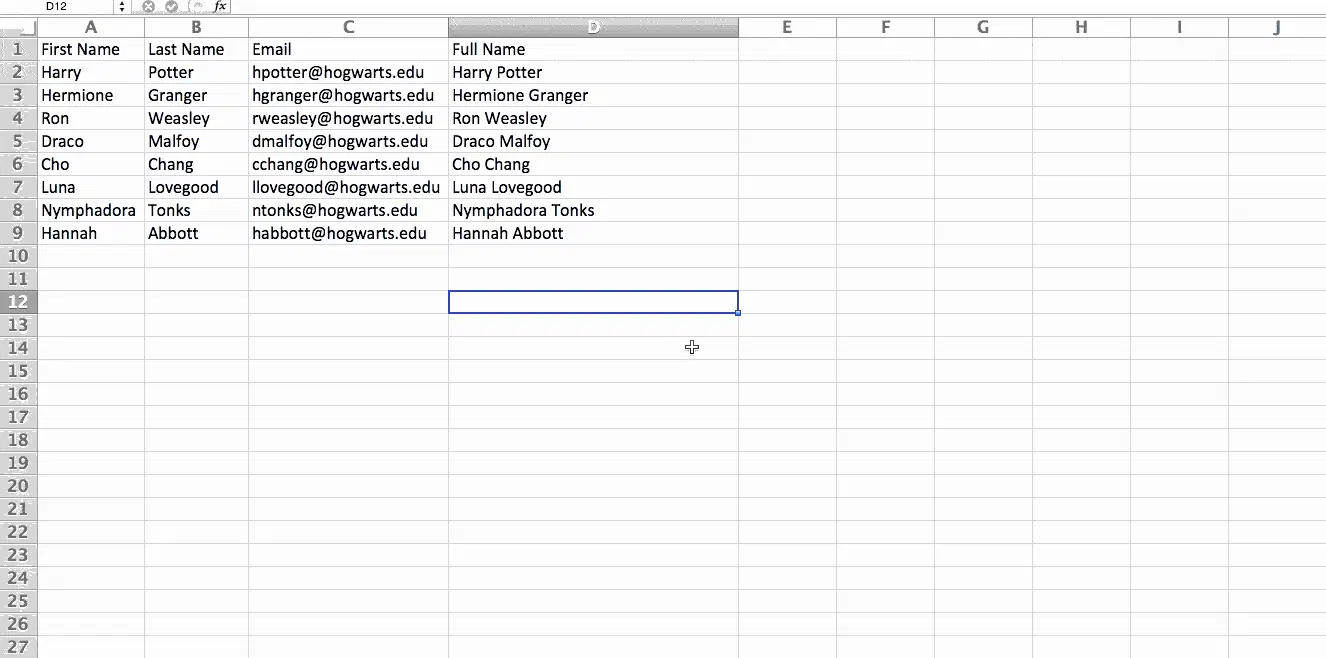 D12 fx
A B C D E F G H I J
1 First Name Last Name Email Full Name
2 Harry Potter hpotter@hogwarts.edu Harry Potter
3 Hermione Granger hgranger@hogwarts.edu Hermione Granger
4 Ron Weasley rweasley@hogwarts.edu Ron Weasley
5 Draco Malfoy dmalfoy@hogwarts.edu Draco Malfoy
6 Cho Chang cchang@hogwarts.edu Cho Chang
7 Luna Lovegood llovegood@hogwarts.edu Luna Lovegood
8 Nymphadora Tonks ntonks@hogwarts.edu Nymphadora Tonks
9 Hannah Abbott habbott@hogwarts.edu Hannah Abbott
10
11
12
13
14
15
16
17
18
19
20
21
22
23
24
25
26
27